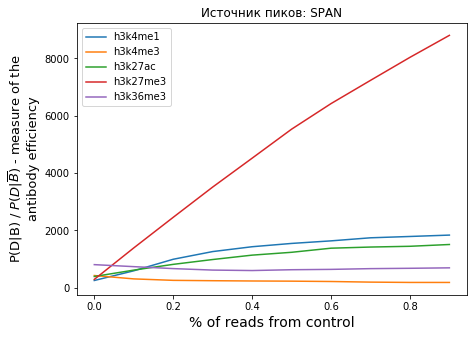 Источник пиков: SPAN
h3k4me1
h3k4me3
h3k27ac
h3k27me3
h3k36me3
8000
6000
4000
2000
0
P(D|B) / P(D|B̅) - measure of the
antibody efficiency
0.0 0.2 0.4 0.6 0.8
% of reads from control